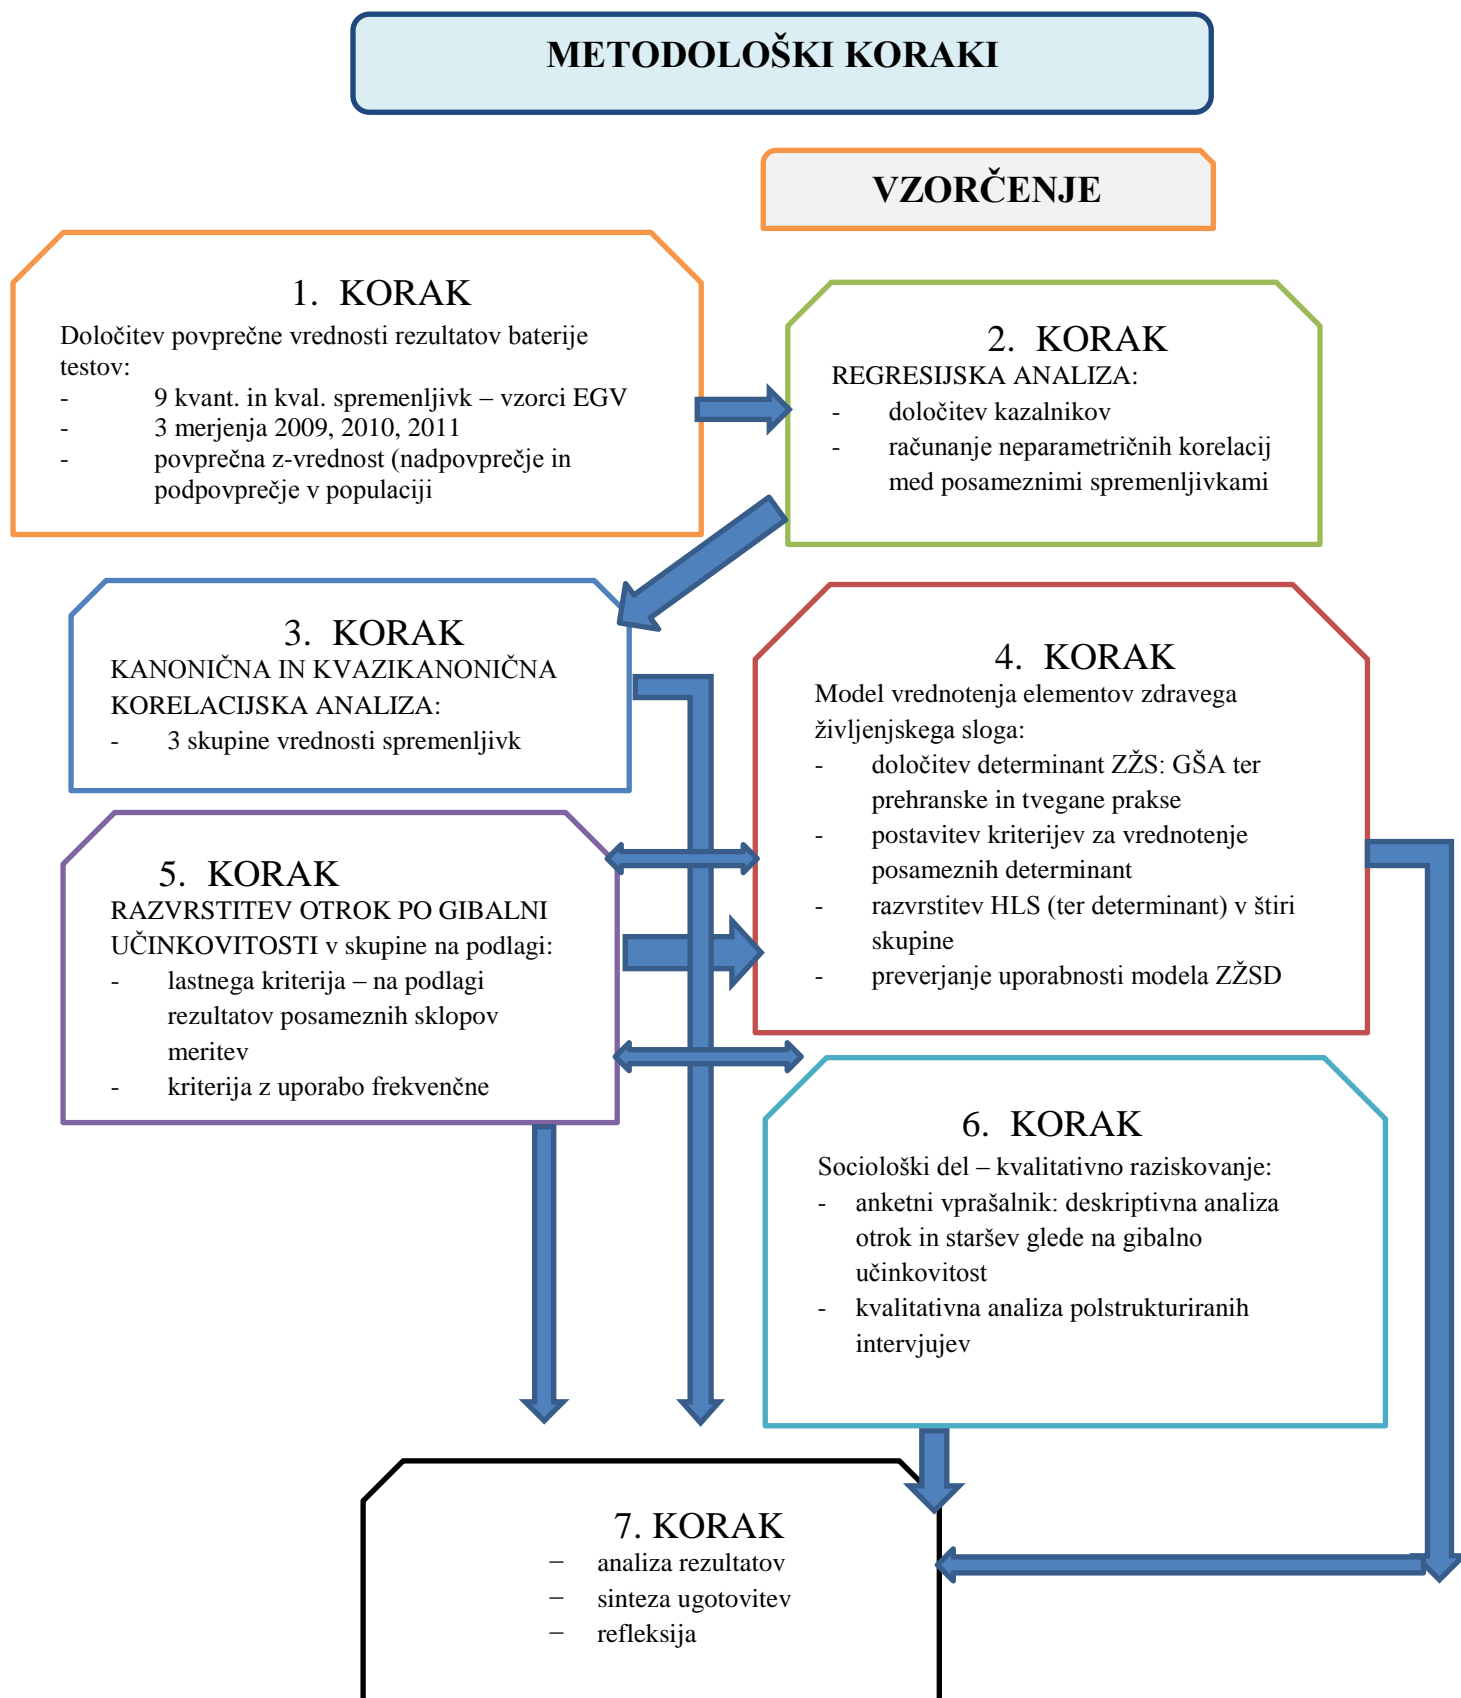 METODOLOŠKI KORAKI
VZORČENJE
1. KORAK
Določitev povprečne vrednosti rezultatov baterije
testov:
- 9 kvant. in kval. spremenljivk – vzorci EGV
- 3 merjenja 2009, 2010, 2011
- povprečna z-vrednost (nadpovprečje in
podpovprečje v populaciji
2. KORAK
REGRESIJSKA ANALIZA:
- določitev kazalnikov
- računanje neparametričnih korelacij
med posameznimi spremenljivkami
3. KORAK
KANONIČNA IN KVAZIKANONIČNA
KORELACIJSKA ANALIZA:
- 3 skupine vrednosti spremenljivk
4. KORAK
Model vrednotenja elementov zdravega
življenjskega sloga:
- določitev determinant ZŽS: GŠA ter
prehranske in tvegane prakse
- postavitev kriterijev za vrednotenje
posameznih determinant
- razvrstitev HLS (ter determinant) v štiri
skupine
- preverjanje uporabnosti modela ZŽSD
5. KORAK
RAZVRSTITEV OTROK PO GIBALNI
UČINKOVITOSTI v skupine na podlagi:
- lastnega kriterija – na podlagi
rezultatov posameznih sklopov
meritev
- kriterija z uporabo frekvenčne
6. KORAK
Sociološki del – kvalitativno raziskovanje:
- anketni vprašalnik: deskriptivna analiza
otrok in staršev glede na gibalno
učinkovitost
- kvalitativna analiza polstrukturiranih
intervjujev
7. KORAK
− analiza rezultatov
− sinteza ugotovitev
− refleksija